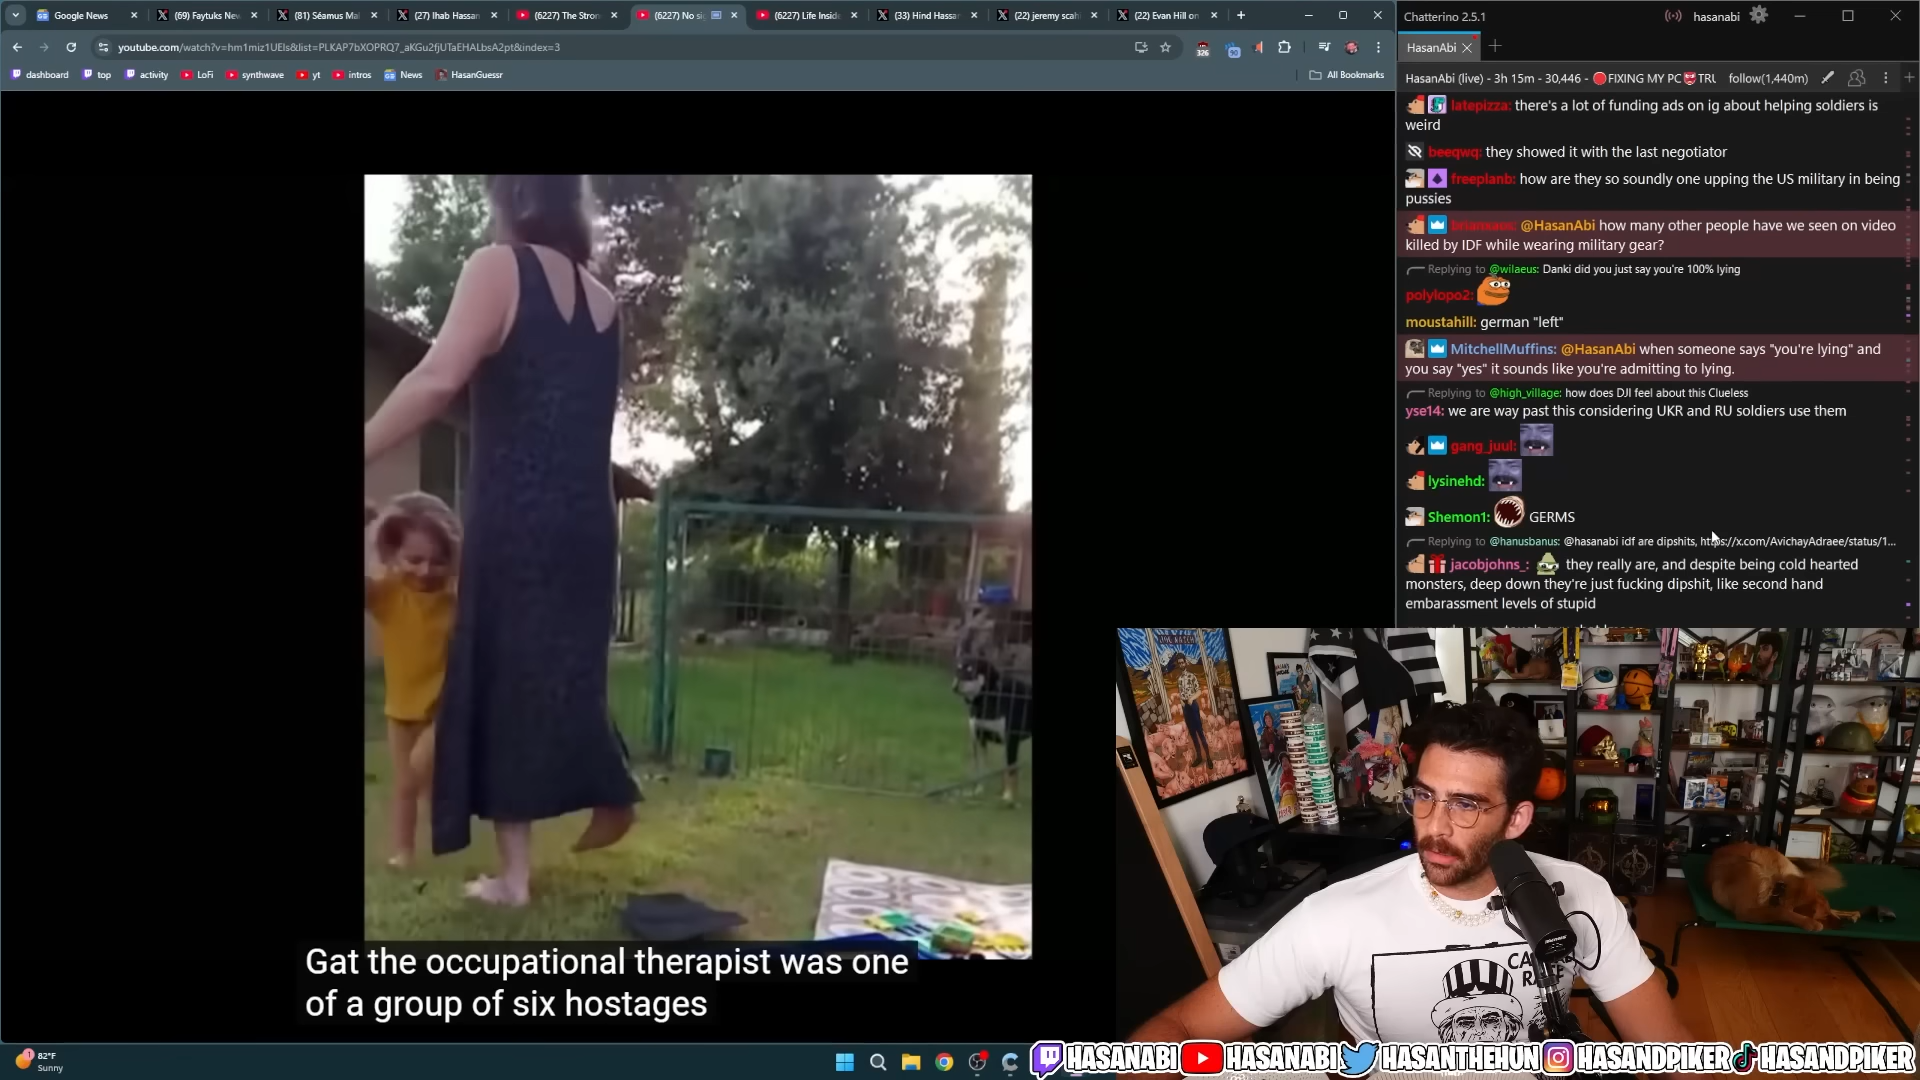 Google News
(69) Faytuks New
(81) Séamus Mal
(27) Ihab Hassan
(6227) The Stron
(6227) No si
(6227) Life Insid
(33) Hind Hassan
(22) jeremy scahi
(22) Evan Hill on
youtube.com/watch?v=hm1miz1UEIs&list=PLKAP7bXOPRQ7_aKGu2fjUTaEHALbsA2pt&index=3
326
90
dashboard
top
activity
LoFi
synthwave
yt
intros
News
HasanGuessr
All Bookmarks
Chatterino 2.5.1
hasanabi
HasanAbi
HasanAbi (live) - 3h 15m - 30,446 - FIXING MY PC TRU
follow(1,440m)
latepizza: there's a lot of funding ads on ig about helping soldiers is
weird
beeqwq: they showed it with the last negotiator
freeplanb: how are they so soundly one upping the US military in being
pussies
@HasanAbi how many other people have we seen on video
killed by IDF while wearing military gear?
Replying to @wilaeus: Danki did you just say you're 100% lying
polylopo2:
moustahill: german "left"
MitchellMuffins: @HasanAbi when someone says "you're lying" and
you say "yes" it sounds like you're admitting to lying.
Replying to @high_village: how does DJI feel about this Clueless
yse14: we are way past this considering UKR and RU soldiers use them
gang_juul:
lysinehd:
Shemon1: GERMS
Replying to @hanusbanus: @hasanabi idf are dipshits, https://x.com/AvichayAdraee/status/1...
jacobjohns_: they really are, and despite being cold hearted
monsters, deep down they're just fucking dipshit, like second hand
embarassment levels of stupid
Gat the occupational therapist was one
of a group of six hostages
82°F
Sunny
HASANABI
HASANABI
HASANTHEHUN
HASANDPIKER
HASANDPIKER